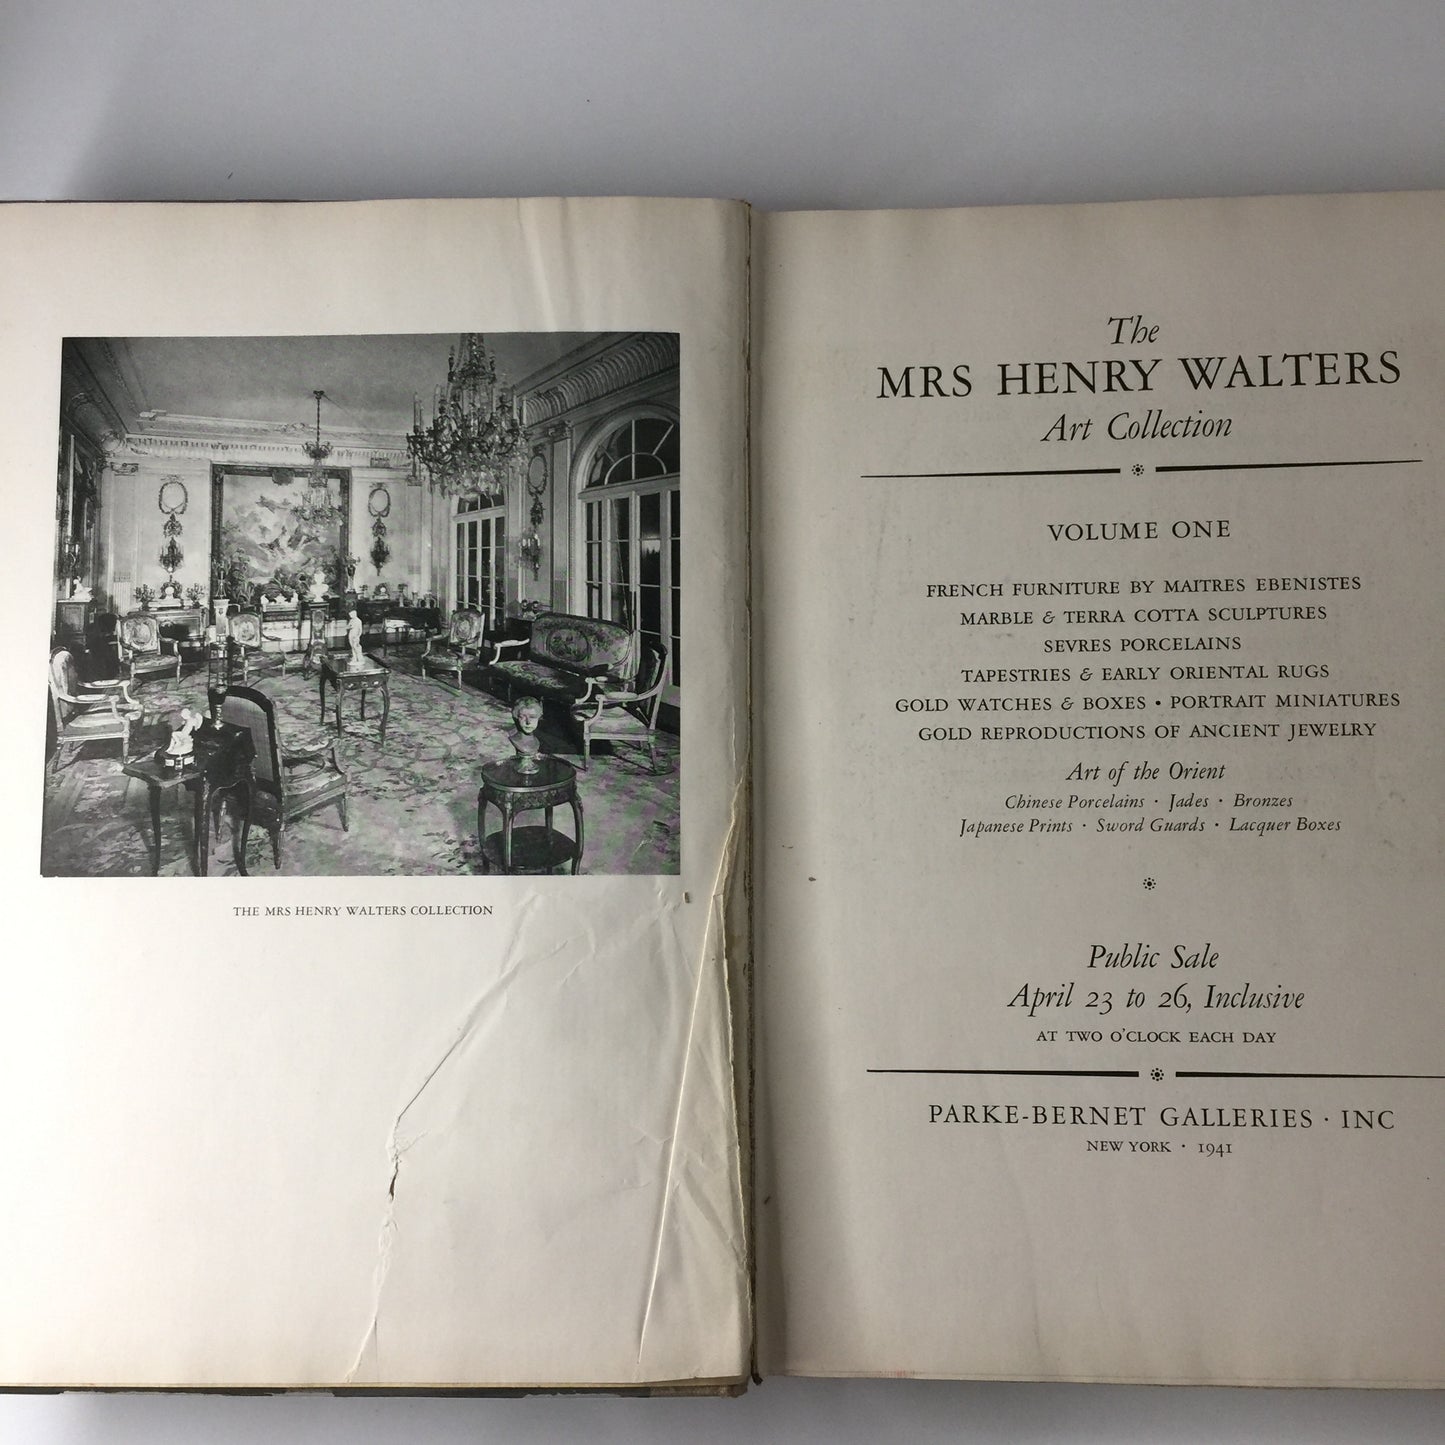 THE MRS HENRY WALTERS COLLECTION
The
MRS HENRY WALTERS
Art Collection
VOLUME ONE
FRENCH FURNITURE BY MAITRES EBENISTES
MARBLE & TERRA COTTA SCULPTURES
SEVRES PORCELAINS
TAPESTRIES & EARLY ORIENTAL RUGS
GOLD WATCHES & BOXES • PORTRAIT MINIATURES
GOLD REPRODUCTIONS OF ANCIENT JEWELRY
Art of the Orient
Chinese Porcelains · Jades · Bronzes
Japanese Prints · Sword Guards · Lacquer Boxes
Public Sale
April 23 to 26, Inclusive
AT TWO O'CLOCK EACH DAY
PARKE-BERNET GALLERIES · INC
NEW YORK · 1941